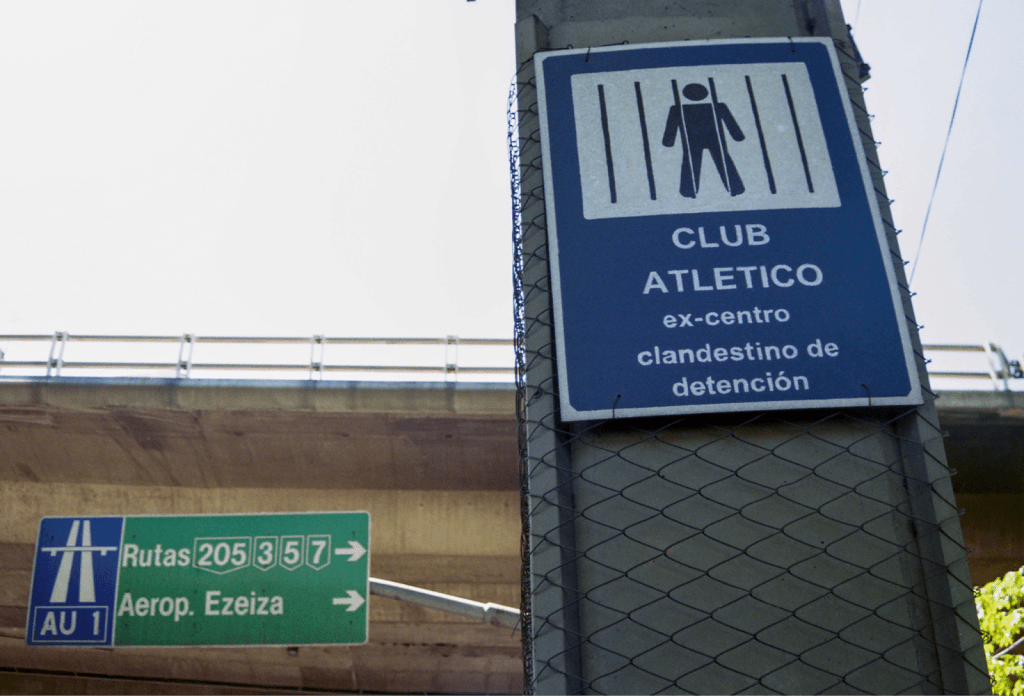 CLUB
ATLETICO
ex-centro
clandestino de
detención
Rutas 205 3 5 7
Aerop. Ezeiza
AU 1